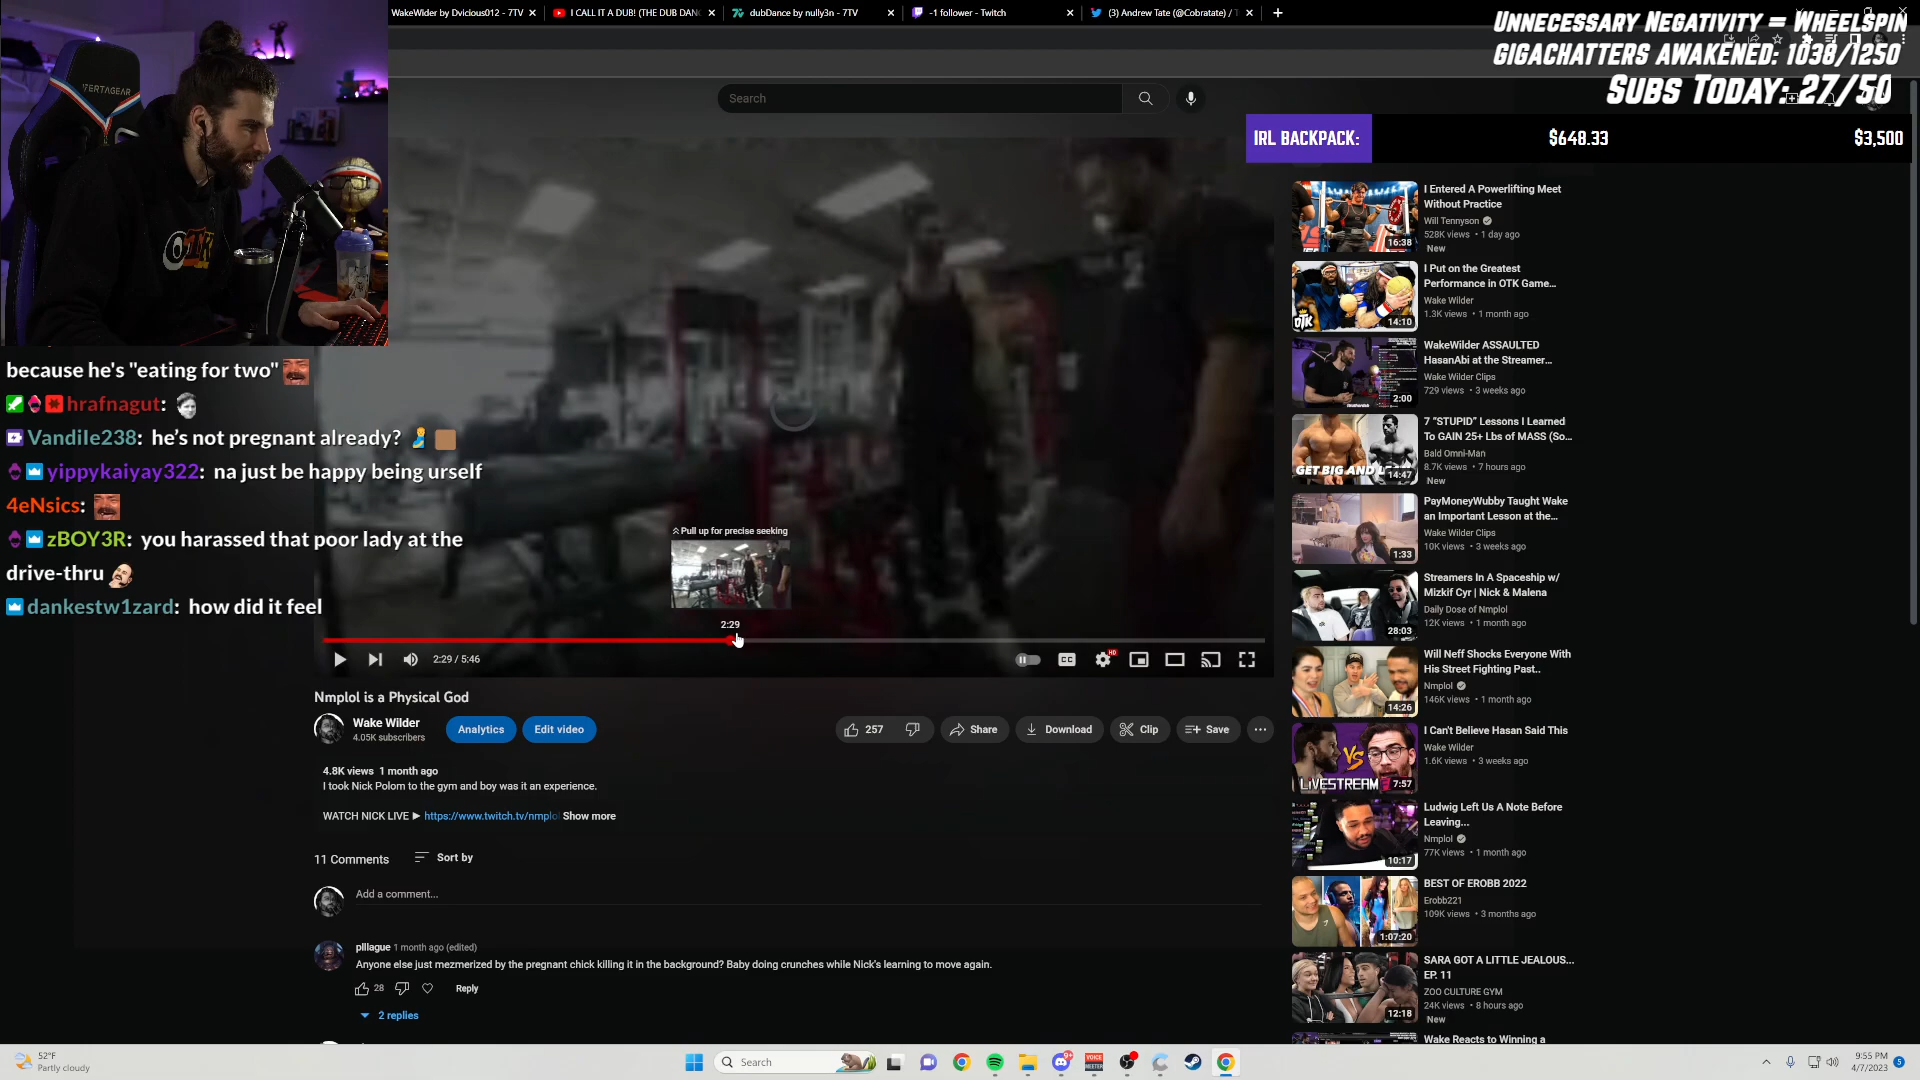 WakeWider by Dvicious012 - 7TV
I CALL IT A DUB! (THE DUB DAN
dubDance by nully3n - 7TV
-1 follower - Twitch
(3) Andrew Tate (@Cobratate) / T
Unnecessary Negativity = Wheelspin
GIGACHATTERS AWAKENED: 1038/1250
Subs Today: 27/50
IRL BACKPACK: $648.33 $3,500
Search
because he's "eating for two"
hrafnagut:
Vandile238: he's not pregnant already?
yippykaiyay322: na just be happy being urself
4eNsics:
zBOY3R: you harassed that poor lady at the
drive-thru
dankestw1zard: how did it feel
Pull up for precise seeking
2:29
2:29 / 5:46
CC
HD
Nmplol is a Physical God
Wake Wilder
4.05K subscribers
Analytics
Edit video
257
Share
Download
Clip
Save
4.8K views 1 month ago
I took Nick Polom to the gym and boy was it an experience.
WATCH NICK LIVE ► https://www.twitch.tv/nmplol Show more
11 Comments
Sort by
Add a comment...
plllague 1 month ago (edited)
Anyone else just mezmerized by the pregnant chick killing it in the background? Baby doing crunches while Nick's learning to move again.
28
Reply
2 replies
I Entered A Powerlifting Meet
Without Practice
Will Tennyson
528K views • 1 day ago
New
16:38
I Put on the Greatest
Performance in OTK Game...
Wake Wilder
1.3K views • 1 month ago
OTK
14:10
WakeWilder ASSAULTED
HasanAbi at the Streamer...
Wake Wilder Clips
729 views • 3 weeks ago
2:00
7 “STUPID” Lessons I Learned
To GAIN 25+ Lbs of MASS (So...
Bald Omni-Man
8.7K views • 7 hours ago
New
GET BIG AND L
14:47
PayMoneyWubby Taught Wake
an Important Lesson at the...
Wake Wilder Clips
10K views • 3 weeks ago
1:33
Streamers In A Spaceship w/
Mizkif Cyr | Nick & Malena
Daily Dose of Nmplol
12K views • 1 month ago
28:03
Will Neff Shocks Everyone With
His Street Fighting Past..
Nmplol
146K views • 1 month ago
14:26
I Can't Believe Hasan Said This
Wake Wilder
1.6K views • 3 weeks ago
VS
LIVESTREAM
7:57
Ludwig Left Us A Note Before
Leaving...
Nmplol
77K views • 1 month ago
10:17
BEST OF EROBB 2022
Erobb221
109K views • 3 months ago
1:07:20
SARA GOT A LITTLE JEALOUS...
EP. 11
ZOO CULTURE GYM
24K views • 8 hours ago
New
12:18
Wake Reacts to Winning a
52°F
Partly cloudy
Search
9:55 PM
4/7/2023
5